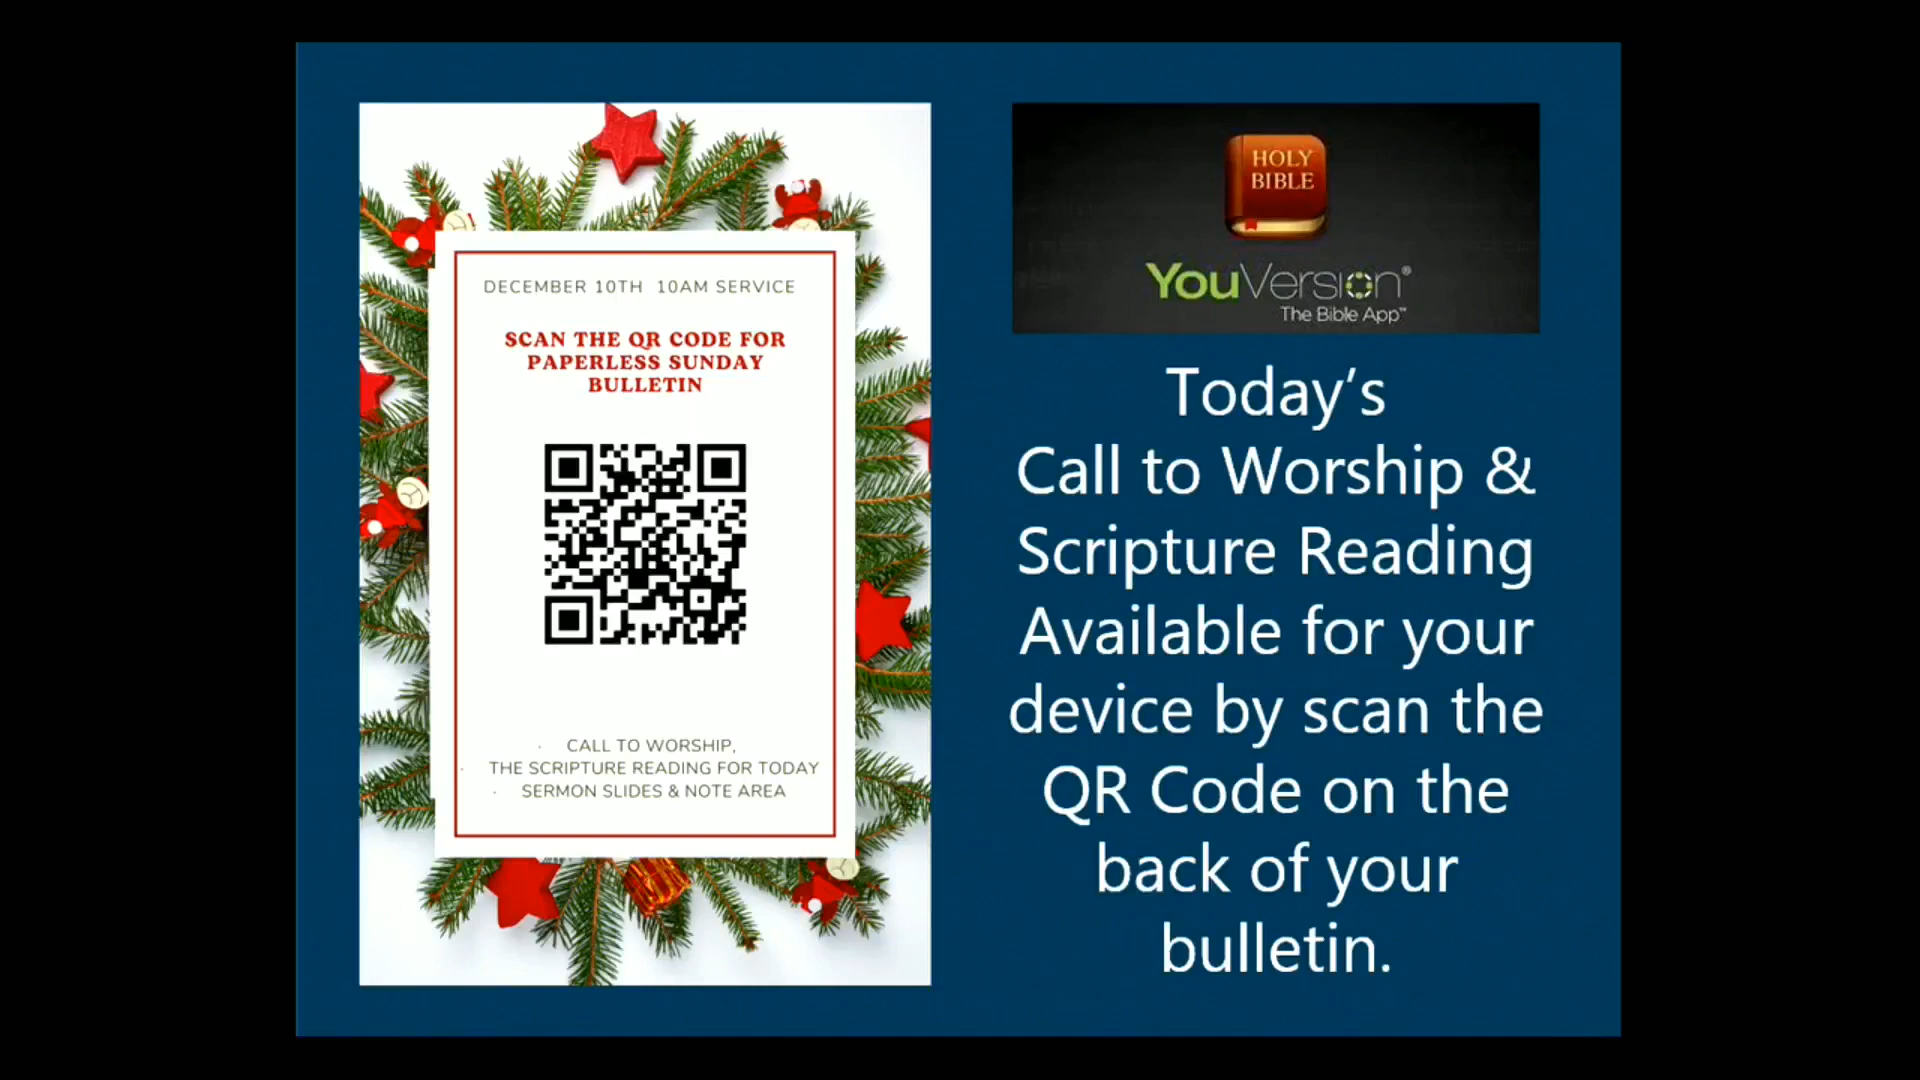 DECEMBER 10TH 10AM SERVICE
SCAN THE QR CODE FOR
PAPERLESS SUNDAY
BULLETIN
· CALL TO WORSHIP,
· THE SCRIPTURE READING FOR TODAY
· SERMON SLIDES & NOTE AREA
HOLY
BIBLE
YouVersion®
The Bible App™
Today’s
Call to Worship &
Scripture Reading
Available for your
device by scan the
QR Code on the
back of your
bulletin.